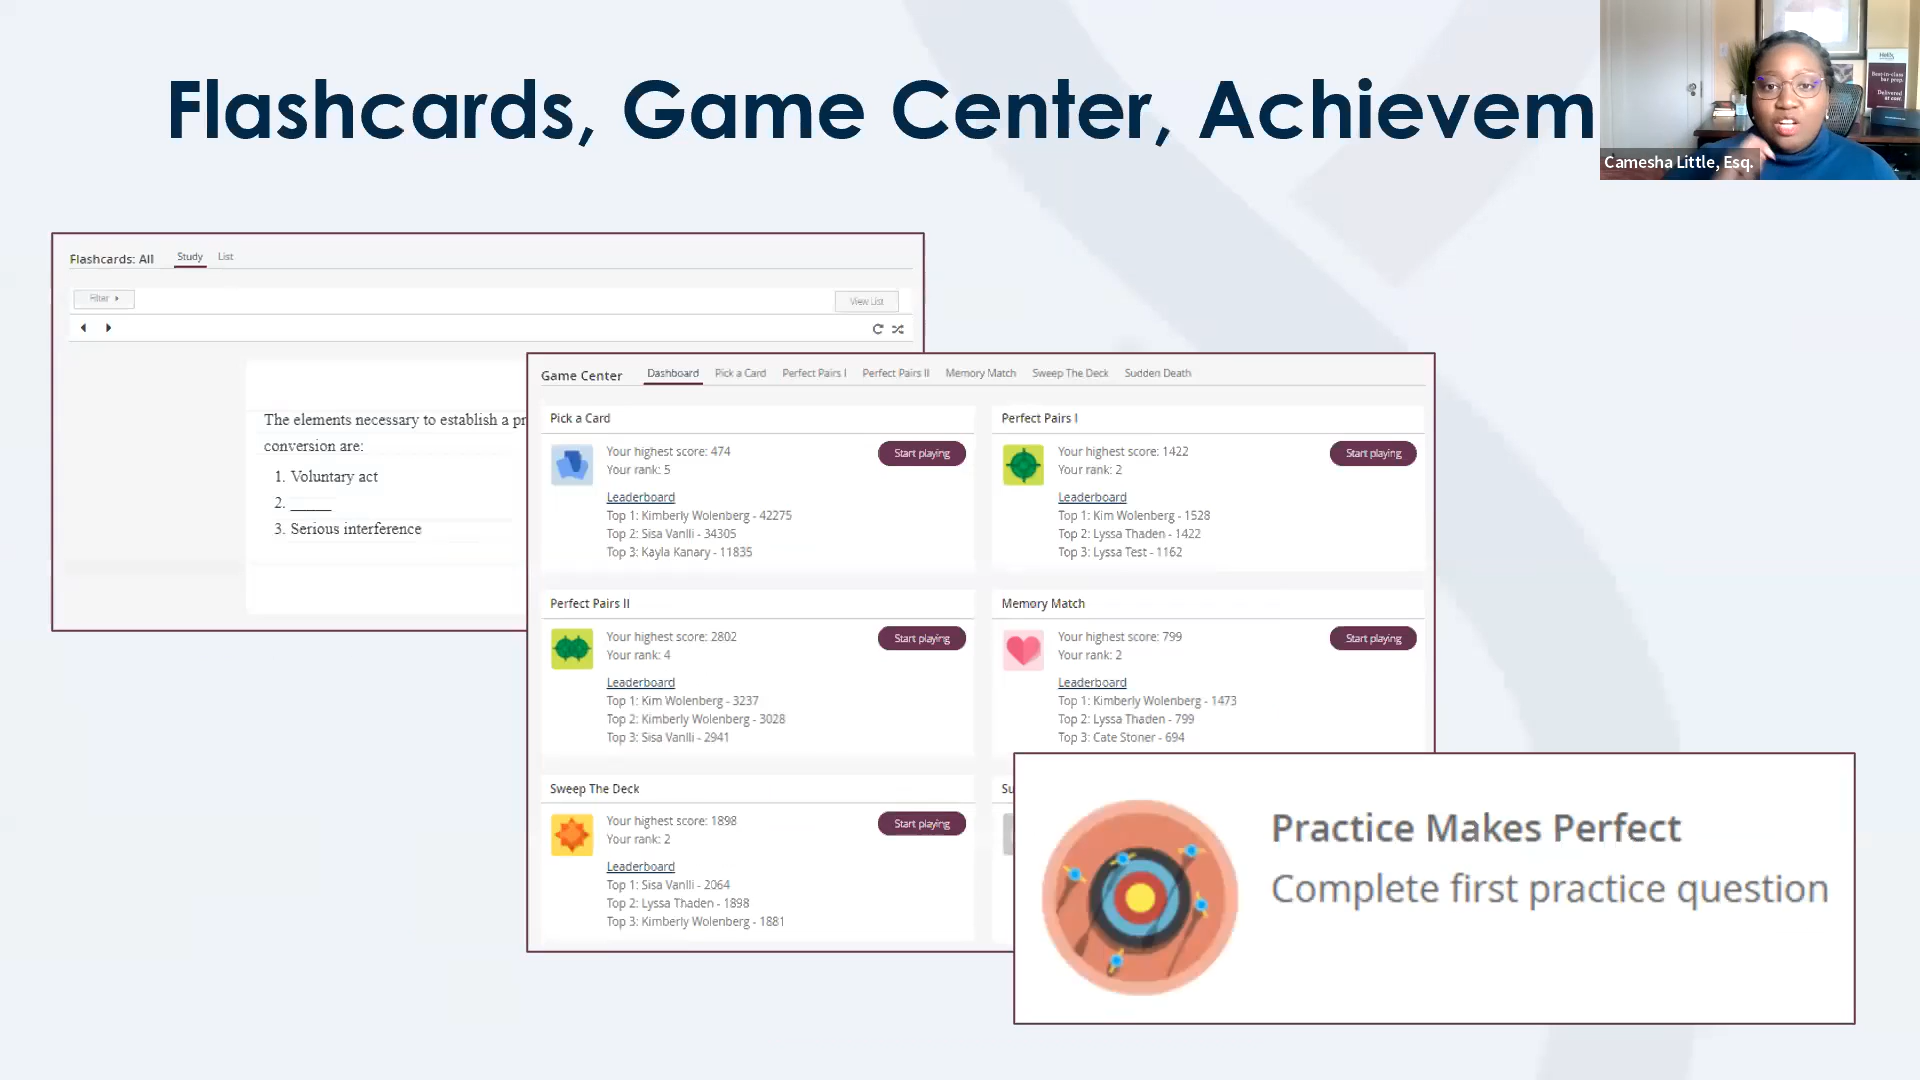 Flashcards, Game Center, Achievem
Helix
Best-in-class
bar prep.
Delivered
at cost.
Camesha Little, Esq.
Flashcards: All Study List
Filter
View List
The elements necessary to establish a pr
conversion are:
1. Voluntary act
2. _____
3. Serious interference
Game Center Dashboard Pick a Card Perfect Pairs I Perfect Pairs II Memory Match Sweep The Deck Sudden Death
Pick a Card
Your highest score: 474
Your rank: 5
Start playing
Leaderboard
Top 1: Kimberly Wolenberg - 42275
Top 2: Sisa Vanlli - 34305
Top 3: Kayla Kanary - 11835
Perfect Pairs I
Your highest score: 1422
Your rank: 2
Start playing
Leaderboard
Top 1: Kim Wolenberg - 1528
Top 2: Lyssa Thaden - 1422
Top 3: Lyssa Test - 1162
Perfect Pairs II
Your highest score: 2802
Your rank: 4
Start playing
Leaderboard
Top 1: Kim Wolenberg - 3237
Top 2: Kimberly Wolenberg - 3028
Top 3: Sisa Vanlli - 2941
Memory Match
Your highest score: 799
Your rank: 2
Start playing
Leaderboard
Top 1: Kimberly Wolenberg - 1473
Top 2: Lyssa Thaden - 799
Top 3: Cate Stoner - 694
Sweep The Deck
Your highest score: 1898
Your rank: 2
Start playing
Leaderboard
Top 1: Sisa Vanlli - 2064
Top 2: Lyssa Thaden - 1898
Top 3: Kimberly Wolenberg - 1881
Su
Practice Makes Perfect
Complete first practice question